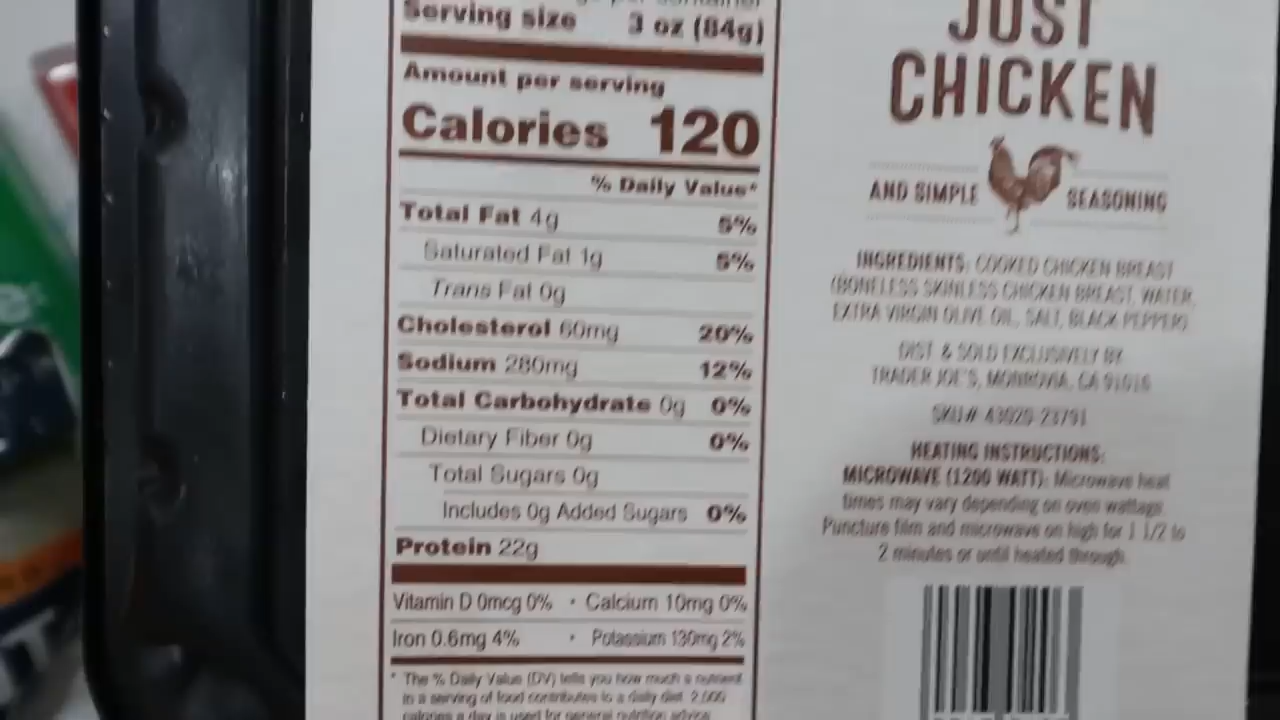 Serving size 3 oz (84g)
Amount per serving
Calories 120
% Daily Value*
Total Fat 4g 5%
Saturated Fat 1g 5%
Trans Fat 0g
Cholesterol 60mg 20%
Sodium 280mg 12%
Total Carbohydrate 0g 0%
Dietary Fiber 0g 0%
Total Sugars 0g
Includes 0g Added Sugars 0%
Protein 22g
Vitamin D 0mcg 0% • Calcium 10mg 0%
Iron 0.6mg 4% • Potassium 130mg 2%
* The % Daily Value (DV) tells you how much a nutrient
in a serving of food contributes to a daily diet. 2,000
calories a day is used for general nutrition advice.
JUST
CHICKEN
AND SIMPLE SEASONING
INGREDIENTS: COOKED CHICKEN BREAST
(BONELESS SKINLESS CHICKEN BREAST, WATER,
EXTRA VIRGIN OLIVE OIL, SALT, BLACK PEPPER)
DIST. & SOLD EXCLUSIVELY BY
TRADER JOE'S, MONROVIA, CA 91016
SKU# 43020-23791
HEATING INSTRUCTIONS:
MICROWAVE (1200 WATT): Microwave heat
times may vary depending on oven wattage.
Puncture film and microwave on high for 1 1/2 to
2 minutes or until heated through.